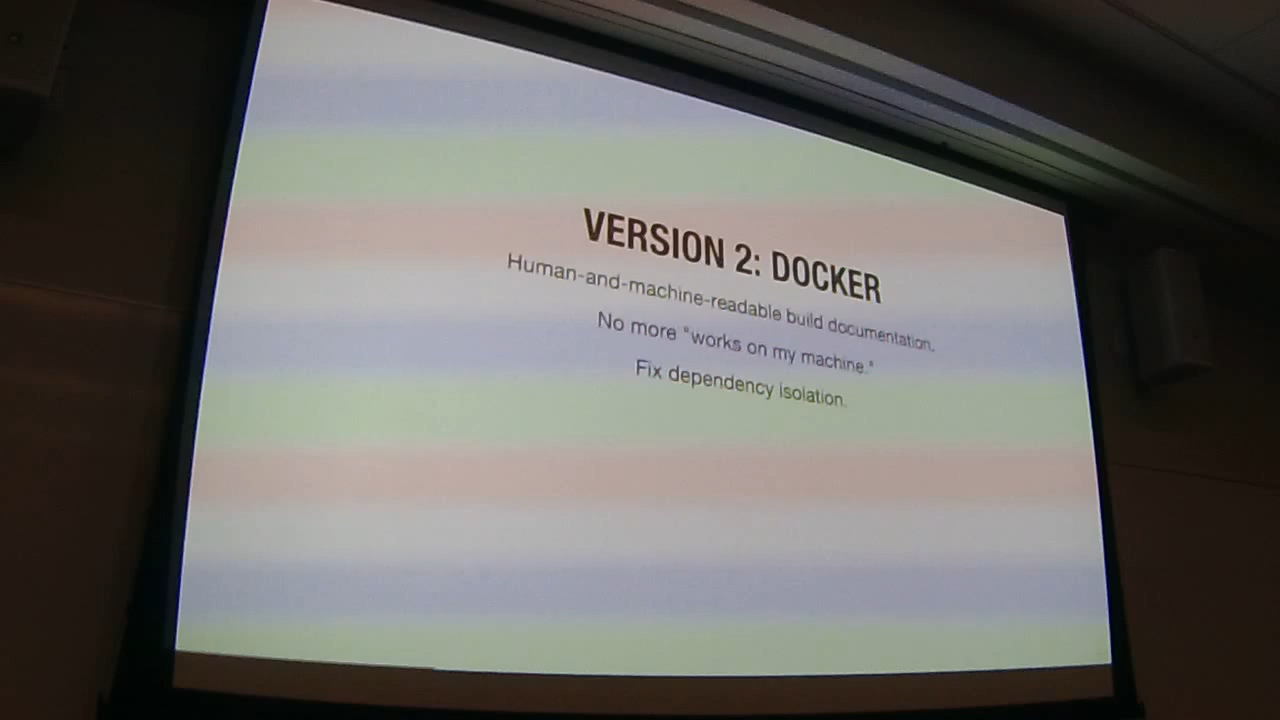 VERSION 2: DOCKER
Human-and-machine-readable build documentation.
No more "works on my machine."
Fix dependency isolation.